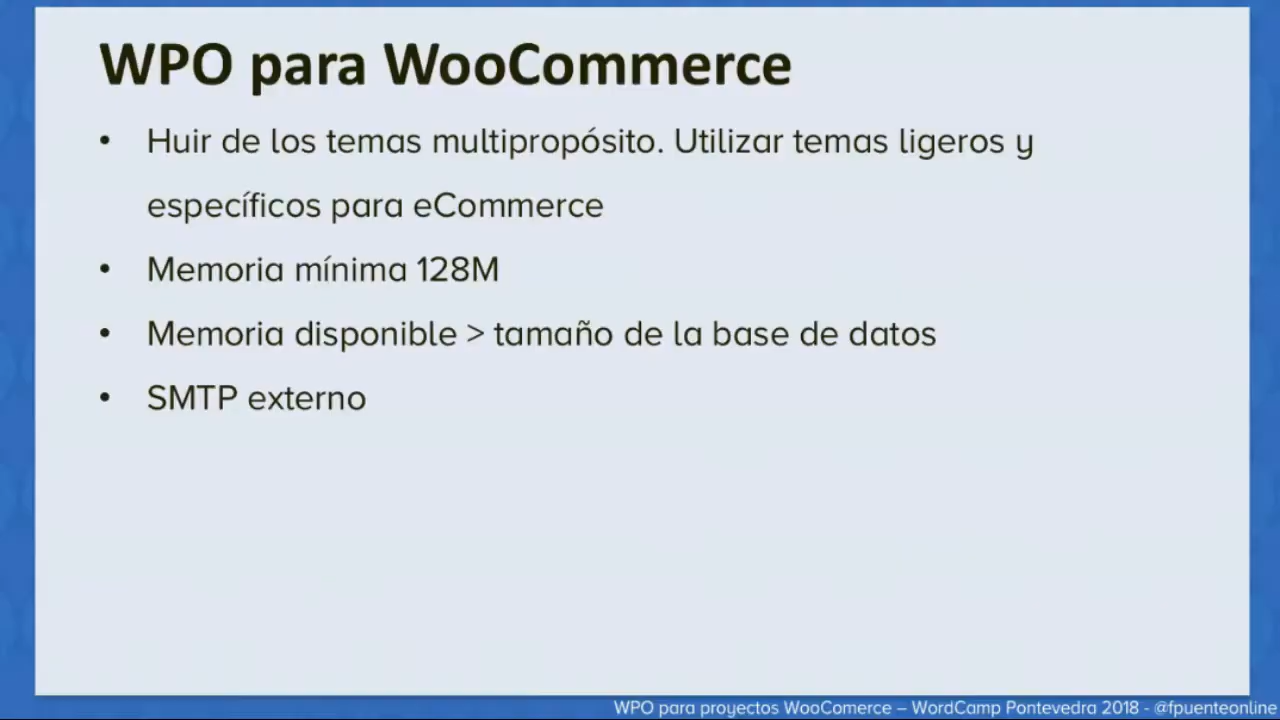 WPO para WooCommerce
• Huir de los temas multipropósito. Utilizar temas ligeros y
específicos para eCommerce
• Memoria mínima 128M
• Memoria disponible > tamaño de la base de datos
• SMTP externo
WPO para proyectos WooComerce – WordCamp Pontevedra 2018 - @fpuenteonline